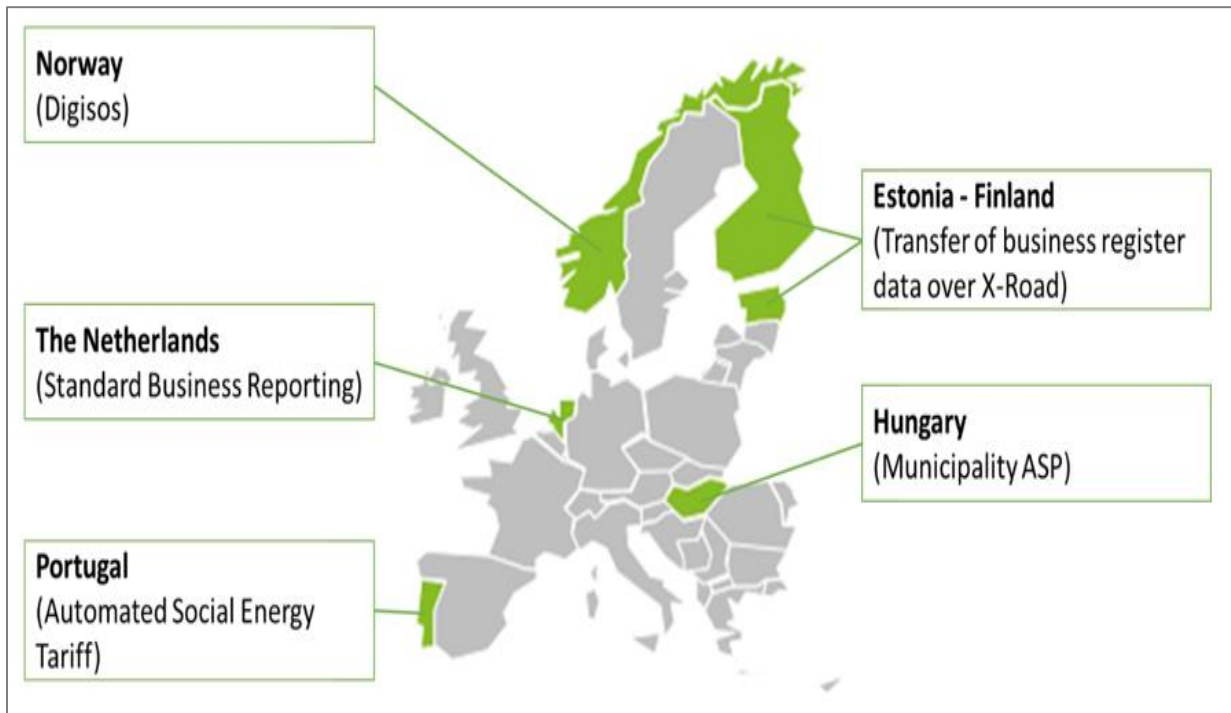 Norway
(Digisos)
The Netherlands
(Standard Business Reporting)
Portugal
(Automated Social Energy
Tariff)
Estonia - Finland
(Transfer of business register
data over X-Road)
Hungary
(Municipality ASP)